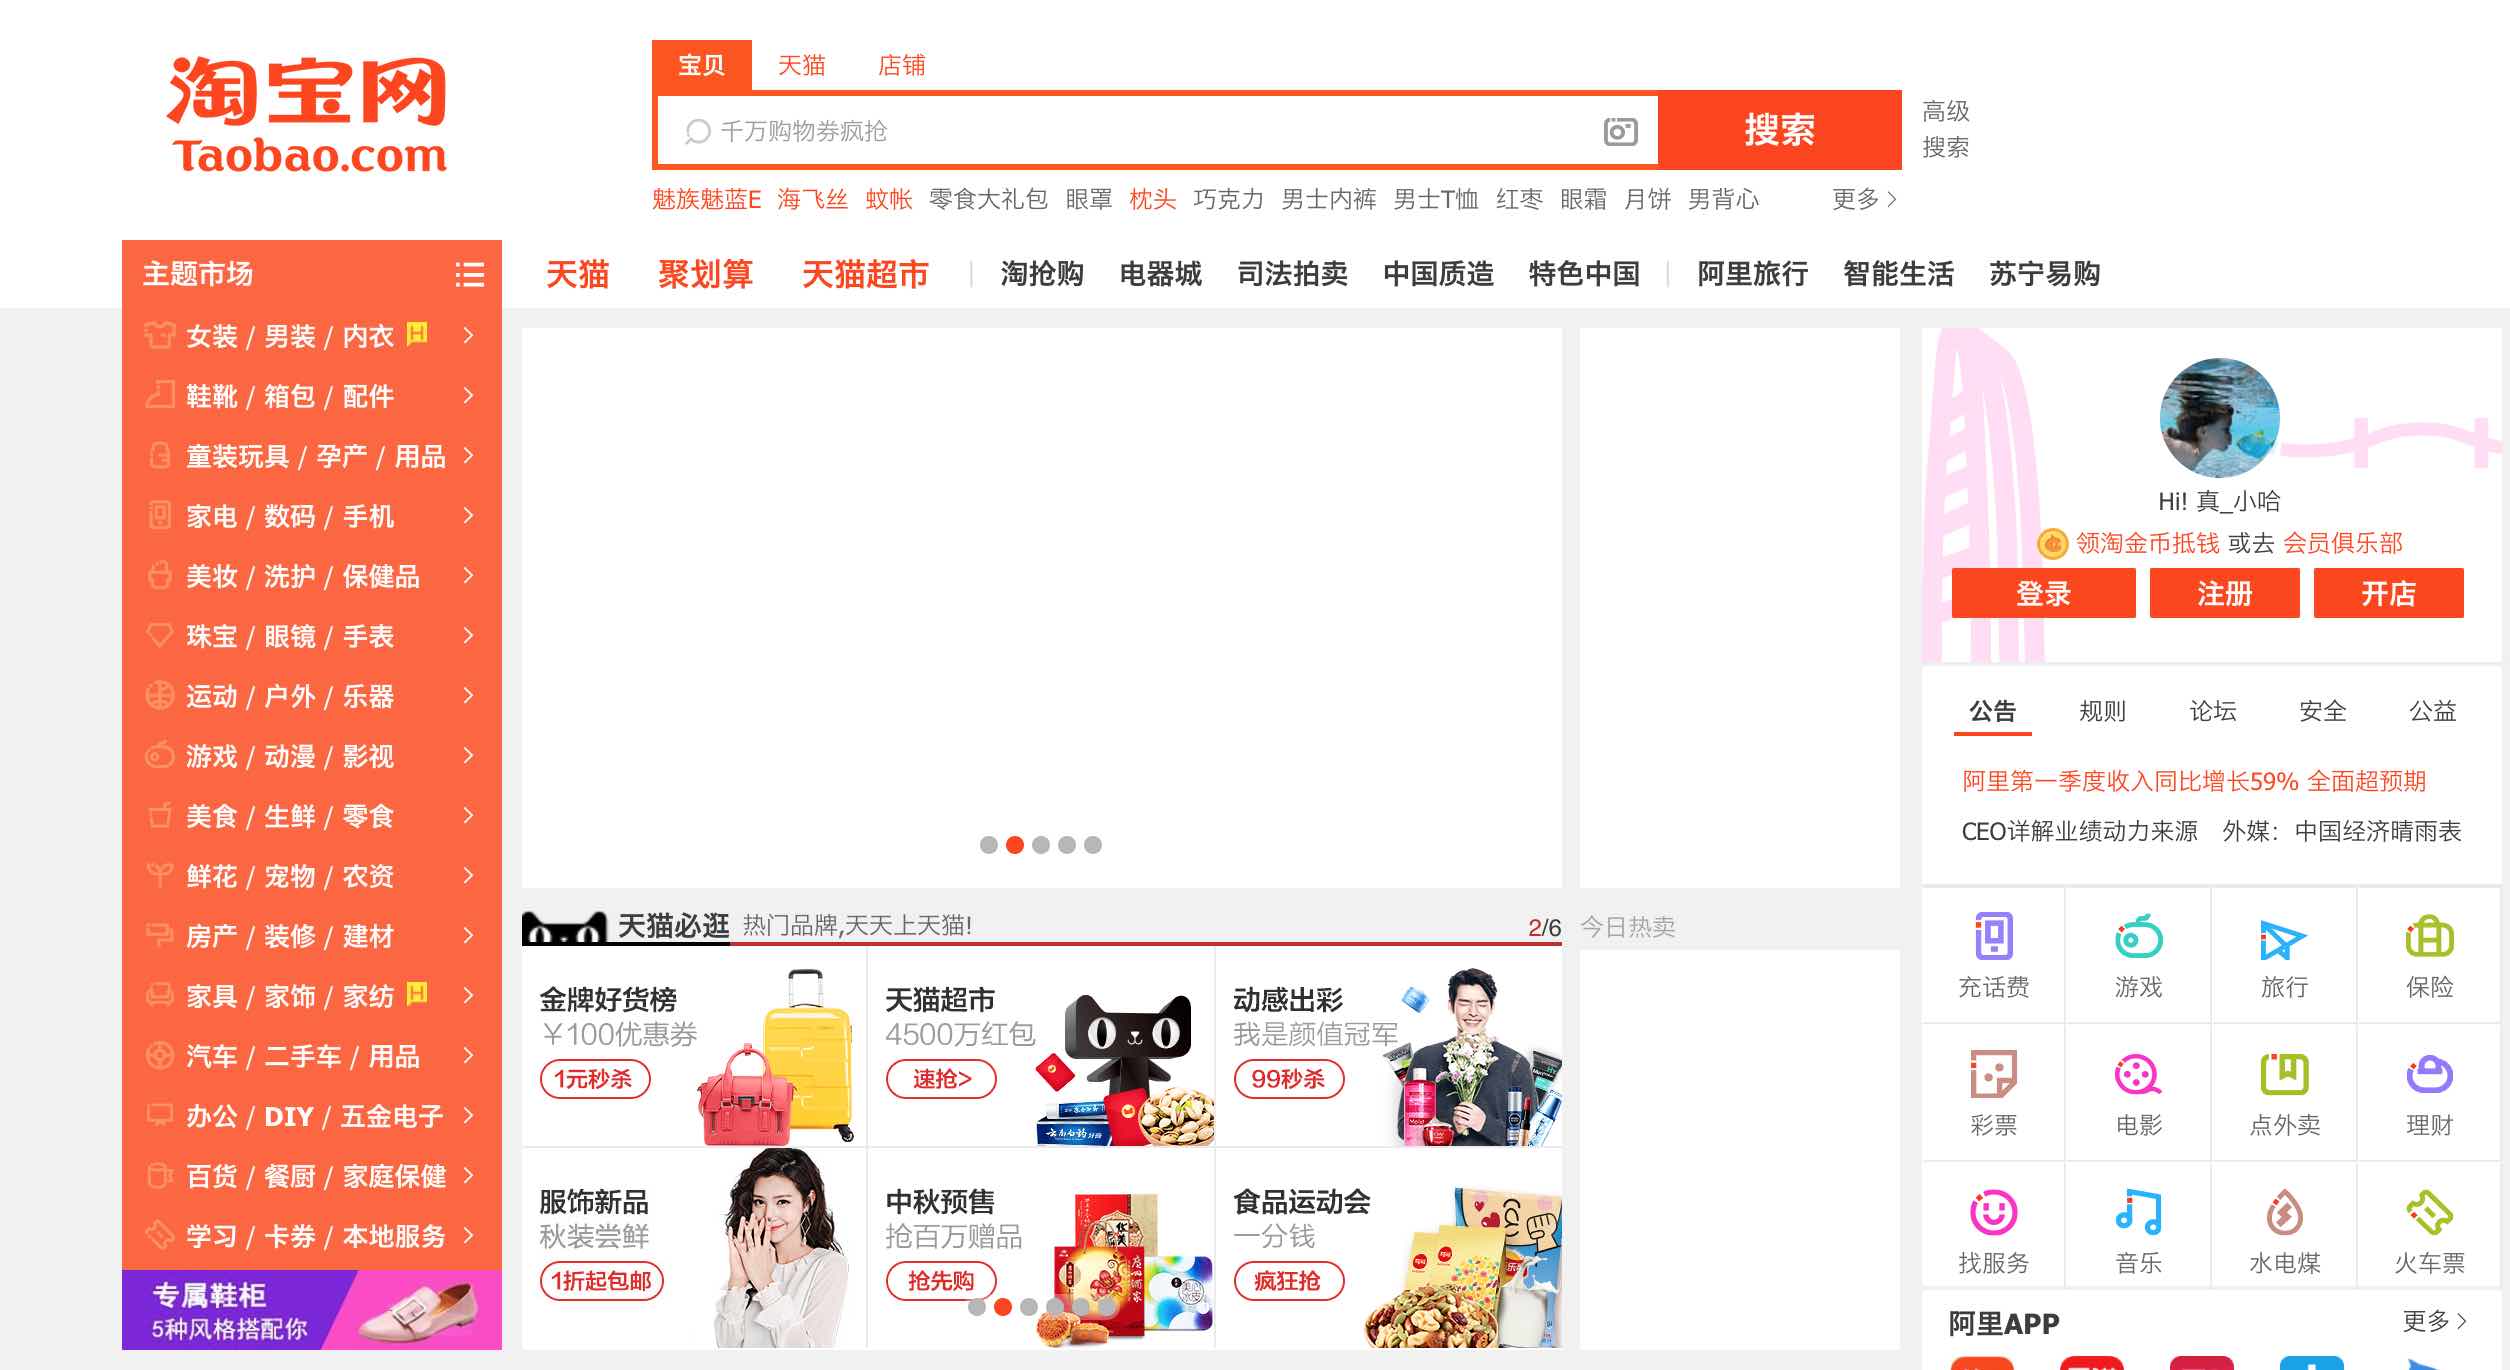 淘宝网
Taobao.com
宝贝 天猫 店铺
千万购物券疯抢
搜索
高级
搜索
魅族魅蓝E 海飞丝 蚊帐 零食大礼包 眼罩 枕头 巧克力 男士内裤 男士T恤 红枣 眼霜 月饼 男背心 更多
主题市场
天猫 聚划算 天猫超市 淘抢购 电器城 司法拍卖 中国质造 特色中国 阿里旅行 智能生活 苏宁易购
女装 / 男装 / 内衣 H
鞋靴 / 箱包 / 配件
童装玩具 / 孕产 / 用品
家电 / 数码 / 手机
美妆 / 洗护 / 保健品
珠宝 / 眼镜 / 手表
运动 / 户外 / 乐器
游戏 / 动漫 / 影视
美食 / 生鲜 / 零食
鲜花 / 宠物 / 农资
房产 / 装修 / 建材
家具 / 家饰 / 家纺 H
汽车 / 二手车 / 用品
办公 / DIY / 五金电子
百货 / 餐厨 / 家庭保健
学习 / 卡券 / 本地服务
专属鞋柜
5种风格搭配你
天猫必逛 热门品牌,天天上天猫! 2/6
金牌好货榜
￥100优惠券
1元秒杀
天猫超市
4500万红包
速抢>
云南白药
动感出彩
我是颜值冠军
99秒杀
服饰新品
秋装尝鲜
1折起包邮
中秋预售
抢百万赠品
抢先购
食品运动会
一分钱
疯狂抢
今日热卖
Hi! 真_小哈
领淘金币抵钱 或去 会员俱乐部
登录 注册 开店
公告 规则 论坛 安全 公益
阿里第一季度收入同比增长59% 全面超预期
CEO详解业绩动力来源 外媒：中国经济晴雨表
充话费 游戏 旅行 保险
彩票 电影 点外卖 理财
找服务 音乐 水电煤 火车票
阿里APP 更多